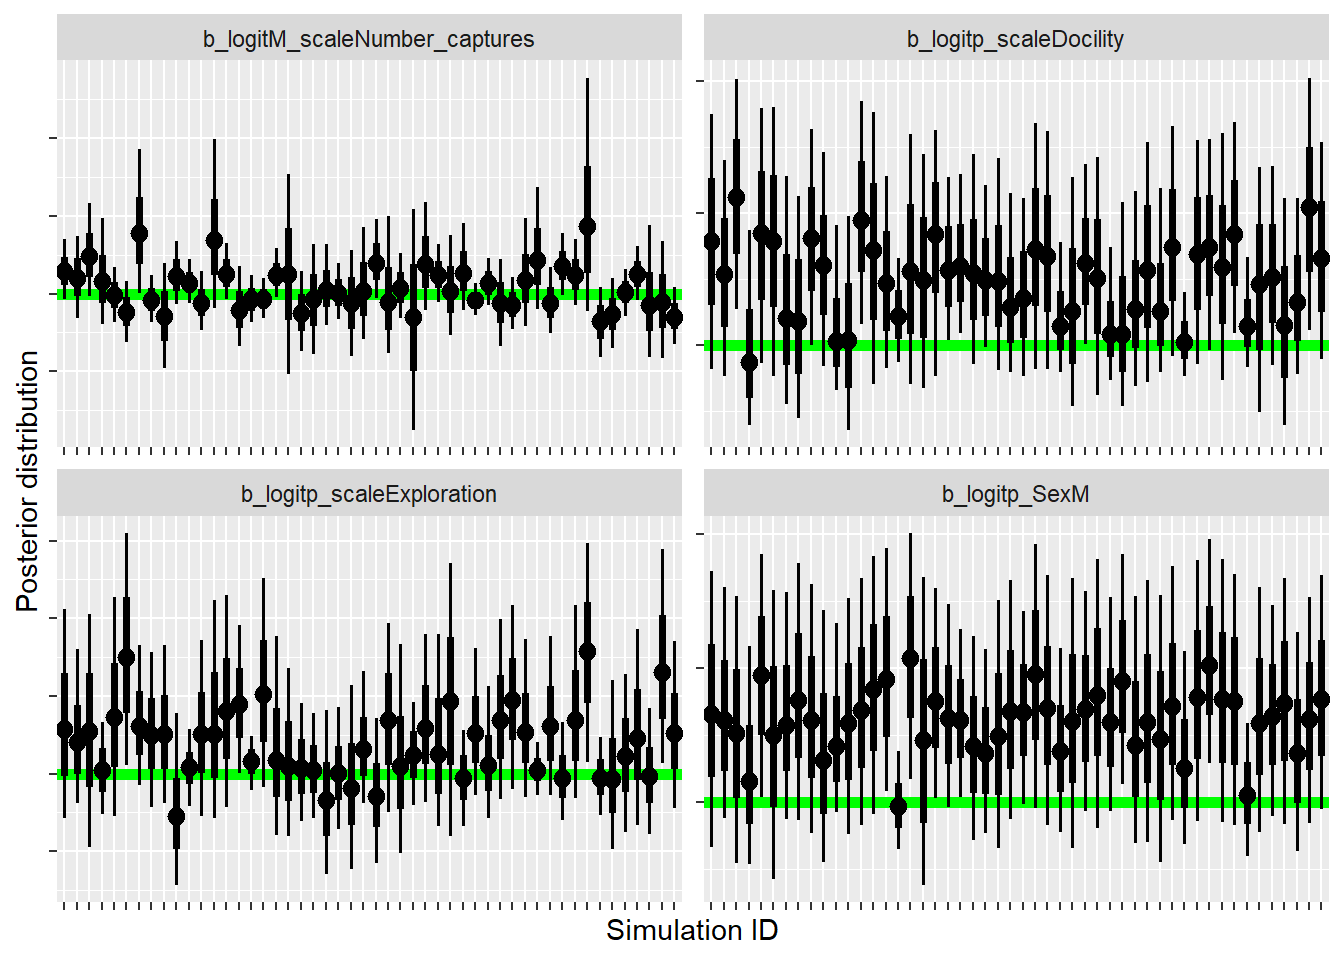 b_logitM_scaleNumber_captures
b_logitp_scaleDocility
b_logitp_scaleExploration
b_logitp_SexM
Posterior distribution
Simulation ID